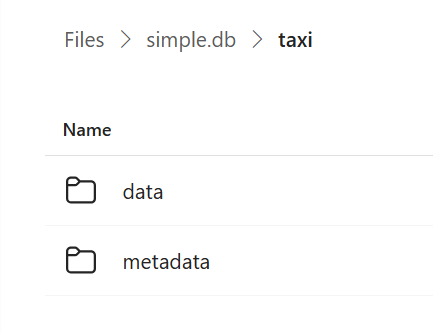 Files > simple.db > taxi
Name
data
metadata